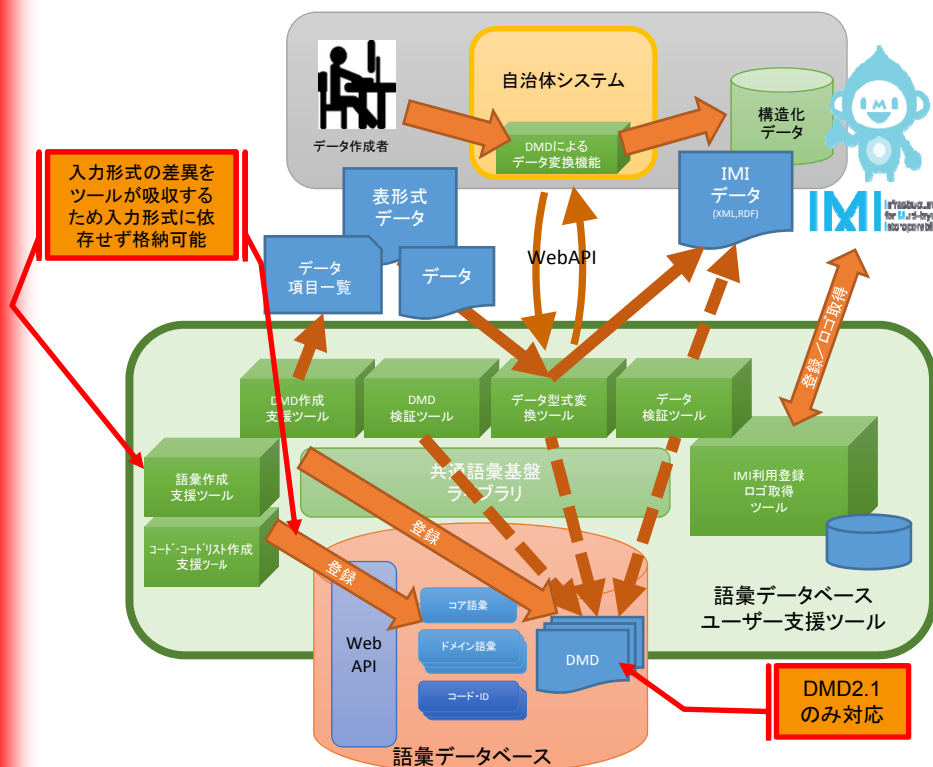 自治体システム
データ作成者
DMDによる
データ変換機能
構造化
データ
IMI
入力形式の差異を
ツールが吸収する
ため入力形式に依
存せず格納可能
表形式
データ
IMI
データ
(XML,RDF)
IMI
for Multi-layer
データ
項目一覧
データ
WebAPI
登録／ロゴ取得
DMD作成
支援ツール
DMD
検証ツール
データ型式変
換ツール
データ
検証ツール
語彙作成
支援ツール
共通語彙基盤
ライブラリ
IMI利用登録
ロゴ取得
ツール
コード・コードリスト作成
支援ツール
登録
登録
語彙データベース
ユーザー支援ツール
Web
API
コア語彙
ドメイン語彙
コード・ID
DMD
DMD2.1
のみ対応
語彙データベース